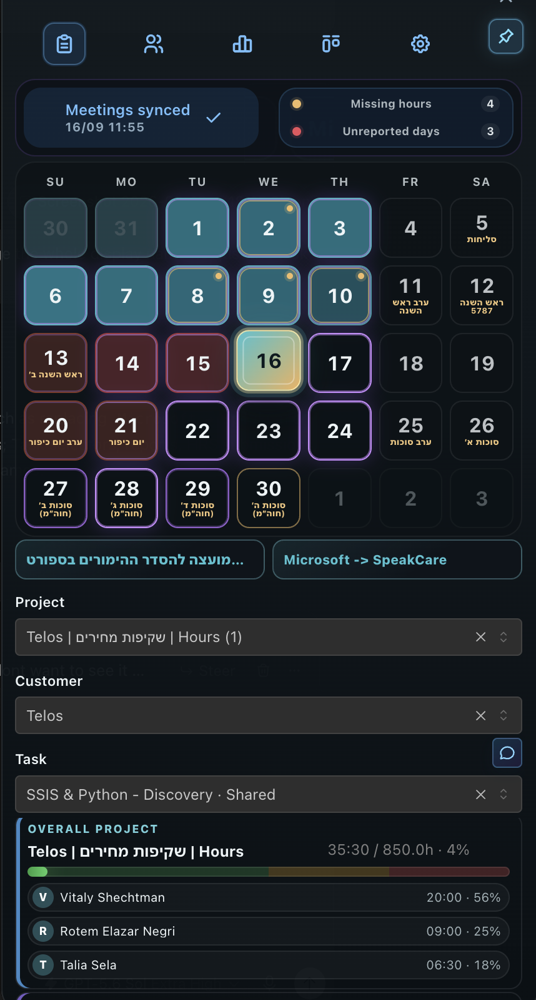 Meetings synced
16/09 11:55
Missing hours 4
Unreported days 3
SU MO TU WE TH FR SA
30 31 1 2 3 4 5
סליחות
6 7 8 9 10 11 12
ערב ראש השנה
ראש השנה 5787
13 14 15 16 17 18 19
ראש השנה ב׳
20 21 22 23 24 25 26
ערב יום כיפור
יום כיפור
ערב סוכות
סוכות א׳
27 28 29 30 1 2 3
סוכות ב׳ (חוה״מ)
סוכות ג׳ (חוה״מ)
סוכות ד׳ (חוה״מ)
סוכות ה׳ (חוה״מ)
מועצה להסדר ההימורים בספורט...
Microsoft -> SpeakCare
Project
Telos | שקיפות מחירים | Hours (1)
Customer
Telos
Task
SSIS & Python - Discovery · Shared
OVERALL PROJECT
Telos | שקיפות מחירים | Hours 35:30 / 850.0h · 4%
V Vitaly Shechtman 20:00 · 56%
R Rotem Elazar Negri 09:00 · 25%
T Talia Sela 06:30 · 18%